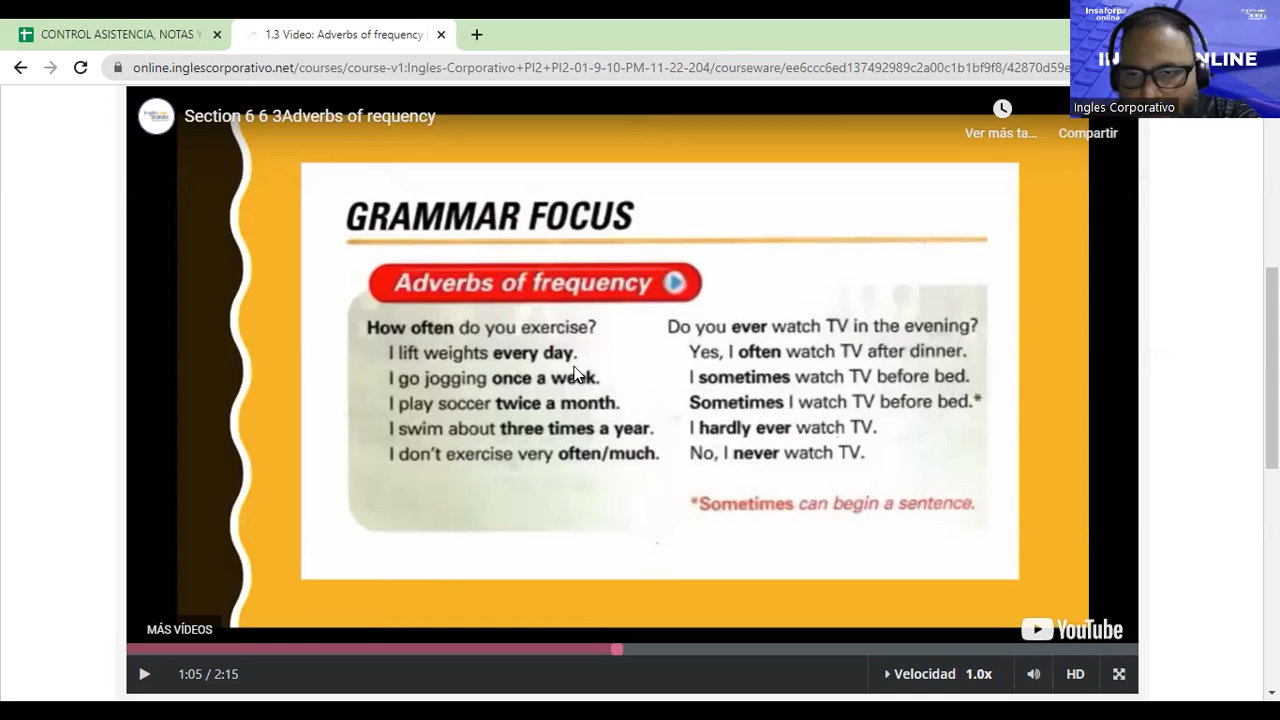 CONTROL ASISTENCIA, NOTAS Y
1.3 Video: Adverbs of frequency
online.inglescorporativo.net/courses/course-v1:Ingles-Corporativo+PI2+PI2-01-9-10-PM-11-22-204/courseware/ee6ccc6ed137492989c2a00c1b1bf9f8/42870d59e
Insaforp
online
ONLINE
Ingles Corporativo
Section 6 6 3Adverbs of requency
Ver más ta...
Compartir
GRAMMAR FOCUS
Adverbs of frequency
How often do you exercise?
I lift weights every day.
I go jogging once a week.
I play soccer twice a month.
I swim about three times a year.
I don't exercise very often/much.
Do you ever watch TV in the evening?
Yes, I often watch TV after dinner.
I sometimes watch TV before bed.
Sometimes I watch TV before bed.*
I hardly ever watch TV.
No, I never watch TV.
*Sometimes can begin a sentence.
MÁS VÍDEOS
YouTube
1:05 / 2:15
Velocidad 1.0x
HD